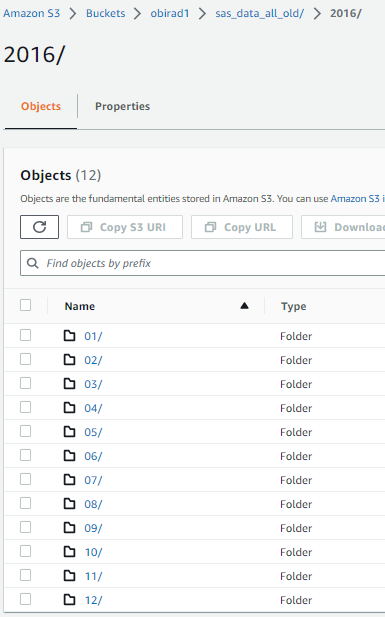 Amazon S3 > Buckets > obirad1 > sas_data_all_old/ > 2016/
2016/
Objects Properties
Objects (12)
Objects are the fundamental entities stored in Amazon S3. You can use Amazon S3 i
Copy S3 URI Copy URL Downloa
Find objects by prefix
Name Type
01/ Folder
02/ Folder
03/ Folder
04/ Folder
05/ Folder
06/ Folder
07/ Folder
08/ Folder
09/ Folder
10/ Folder
11/ Folder
12/ Folder